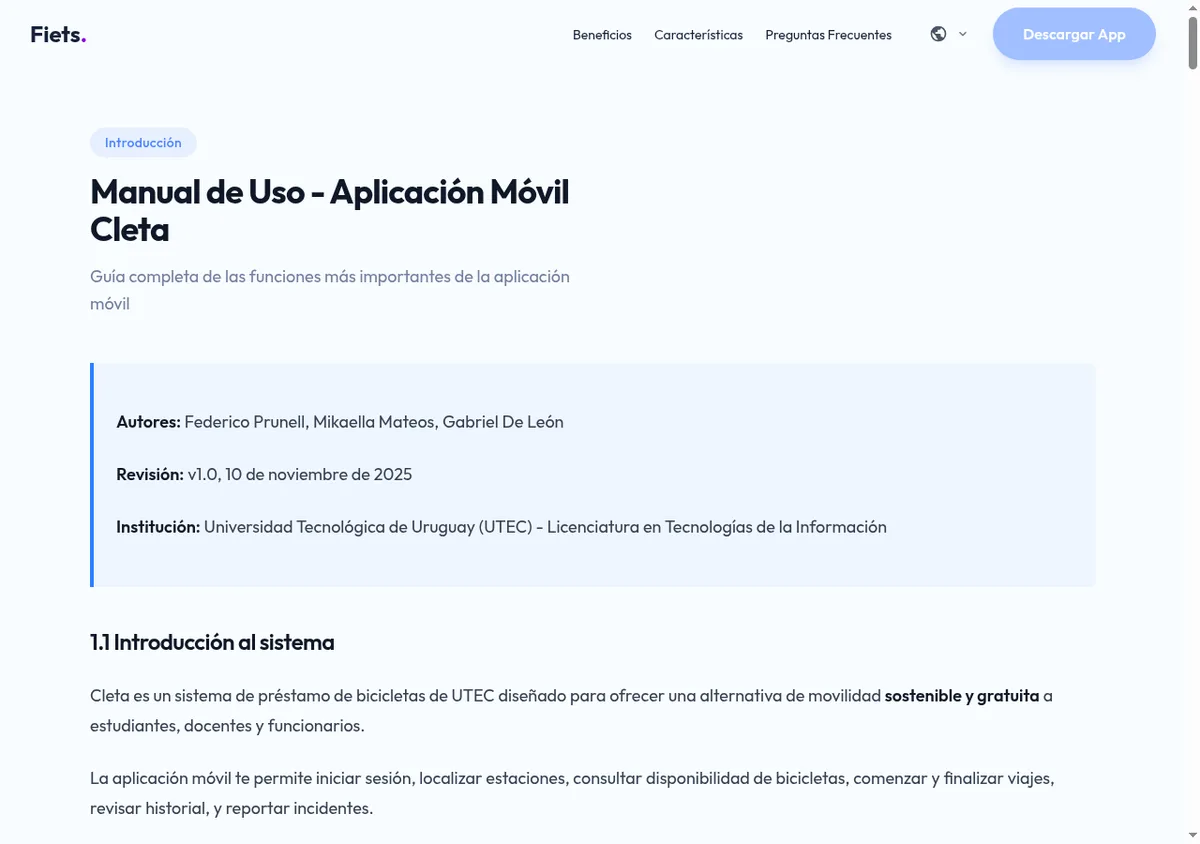 Fiets.
Beneficios
Características
Preguntas Frecuentes
Descargar App
Introducción
Manual de Uso - Aplicación Móvil
Cleta
Guía completa de las funciones más importantes de la aplicación
móvil
Autores: Federico Prunell, Mikaella Mateos, Gabriel De León
Revisión: v1.0, 10 de noviembre de 2025
Institución: Universidad Tecnológica de Uruguay (UTEC) - Licenciatura en Tecnologías de la Información
1.1 Introducción al sistema
Cleta es un sistema de préstamo de bicicletas de UTEC diseñado para ofrecer una alternativa de movilidad sostenible y gratuita a
estudiantes, docentes y funcionarios.
La aplicación móvil te permite iniciar sesión, localizar estaciones, consultar disponibilidad de bicicletas, comenzar y finalizar viajes,
revisar historial, y reportar incidentes.